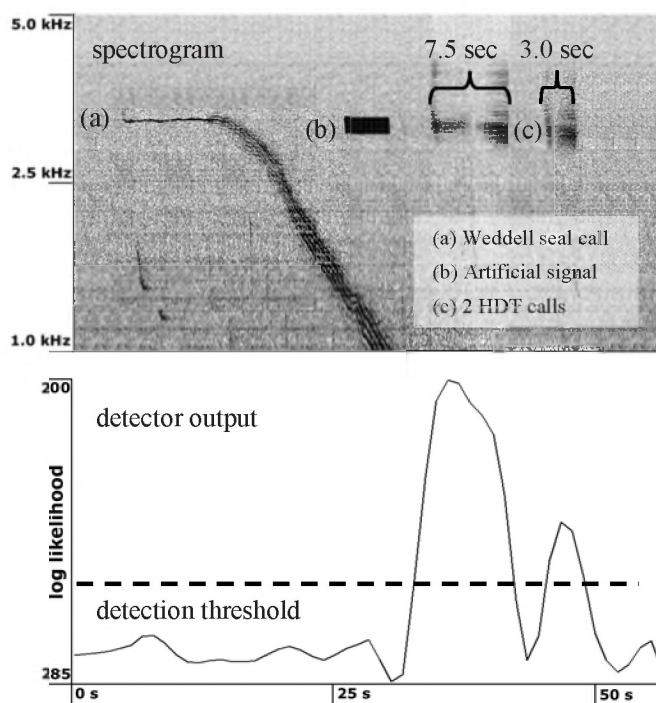 5.0 kHz
spectrogram
7.5 sec
3.0 sec
(a)
(b)
(c)
2.5 kHz
(a) Weddell seal call
(b) Artificial signal
(c) 2 HDT calls
1.0 kHz
200
detector output
log likelihood
detection threshold
285
0 s
25 s
50 s